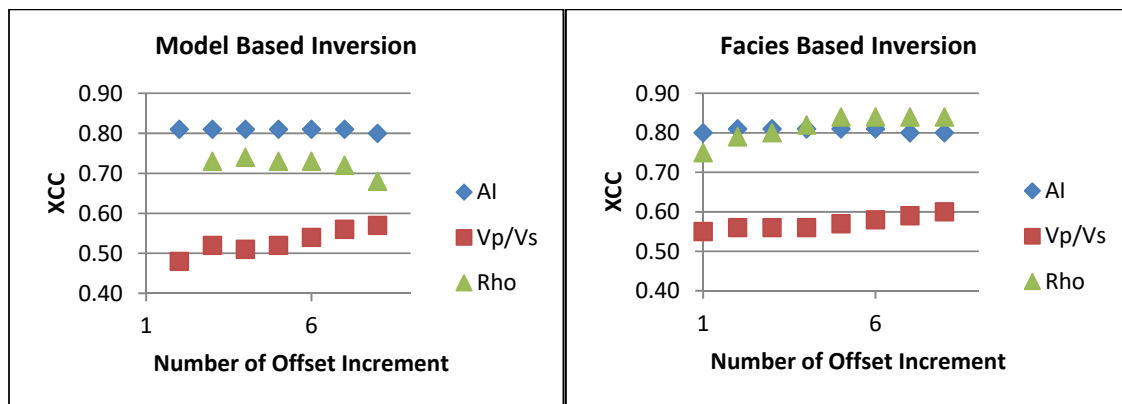 Model Based Inversion
0.90
0.80
0.70
0.60
0.50
0.40
XCC
1
6
Number of Offset Increment
AI
Vp/Vs
Rho
Facies Based Inversion
0.90
0.80
0.70
0.60
0.50
0.40
XCC
1
6
Number of Offset Increment
AI
Vp/Vs
Rho